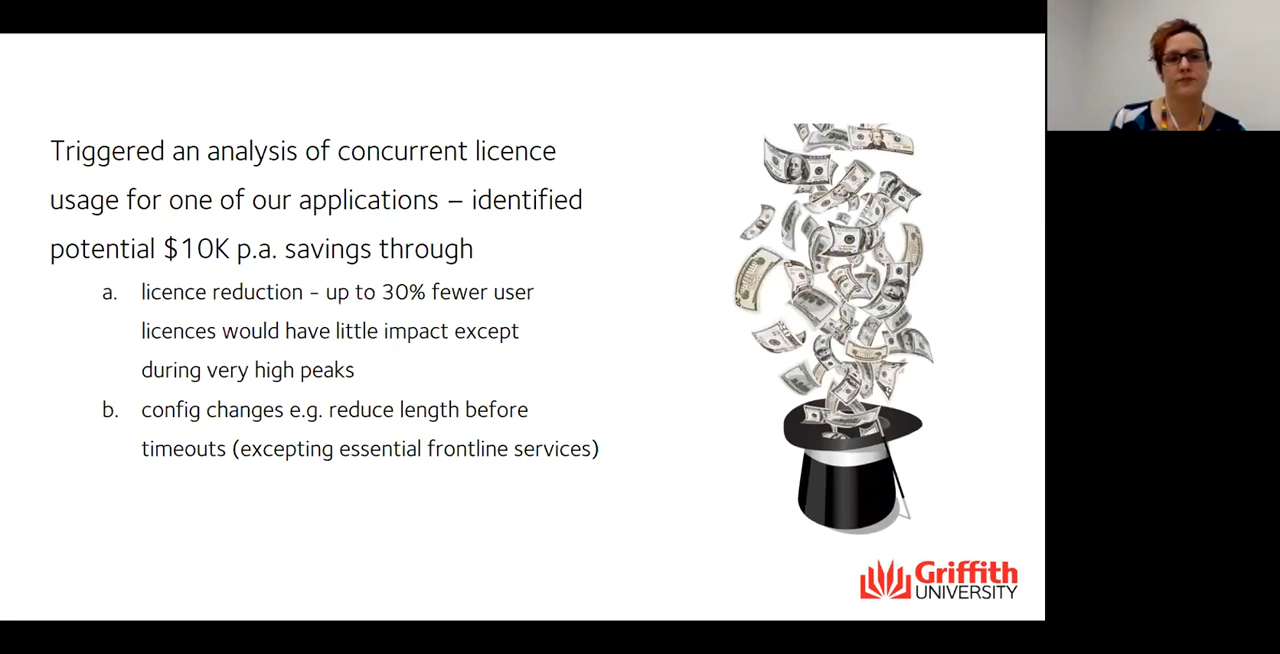 Triggered an analysis of concurrent licence
usage for one of our applications – identified
potential $10K p.a. savings through
a. licence reduction - up to 30% fewer user
licences would have little impact except
during very high peaks
b. config changes e.g. reduce length before
timeouts (excepting essential frontline services)
Griffith
UNIVERSITY